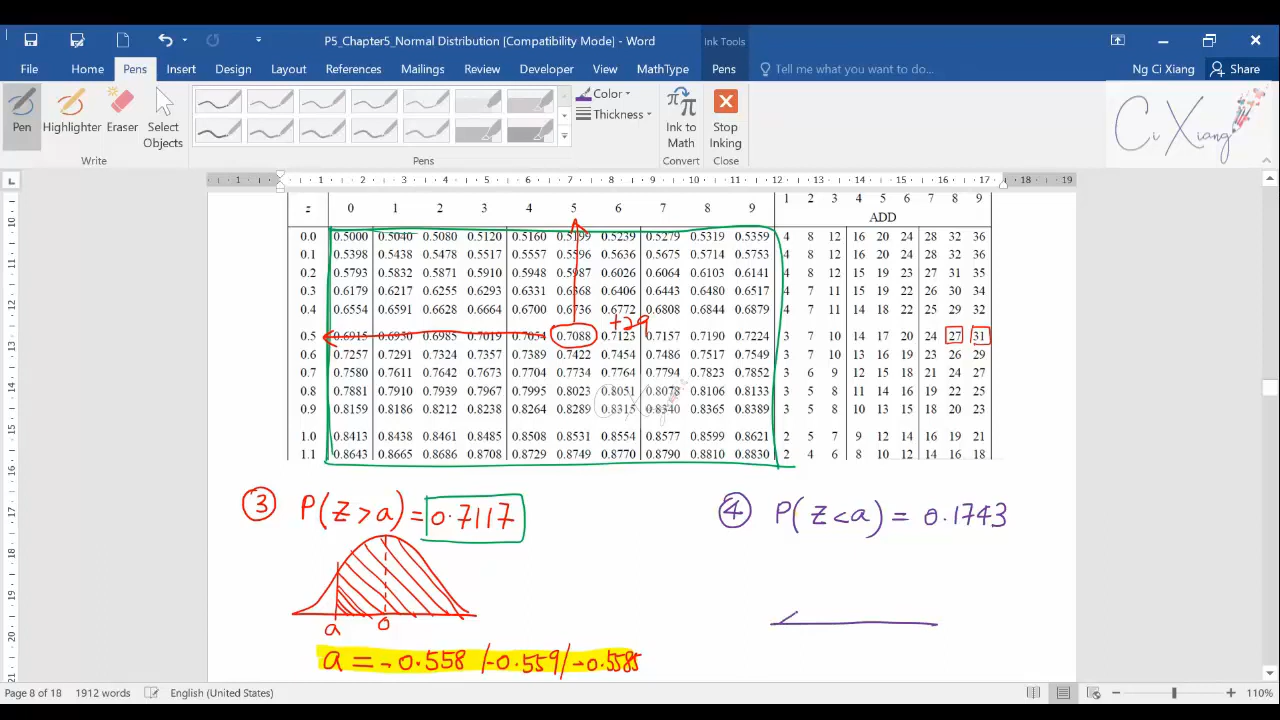 P5_Chapter5_Normal Distribution [Compatibility Mode] - Word
Ink Tools
File Home Pens Insert Design Layout References Mailings Review Developer View MathType Pens Tell me what you want to do... Ng Ci Xiang Share
Pen Highlighter Eraser Select Objects
Color
Thickness
Ink to Math
Stop Inking
Write Pens Convert Close
Ci Xiang
1 1 2 3 4 5 6 7 8 9 10 11 12 13 14 15 16 17 18 19
z 0 1 2 3 4 5 6 7 8 9 1 2 3 4 5 6 7 8 9
ADD
0.0 0.5000 0.5040 0.5080 0.5120 0.5160 0.5199 0.5239 0.5279 0.5319 0.5359 4 8 12 16 20 24 28 32 36
0.1 0.5398 0.5438 0.5478 0.5517 0.5557 0.5596 0.5636 0.5675 0.5714 0.5753 4 8 12 16 20 24 28 32 36
0.2 0.5793 0.5832 0.5871 0.5910 0.5948 0.5987 0.6026 0.6064 0.6103 0.6141 4 8 12 15 19 23 27 31 35
0.3 0.6179 0.6217 0.6255 0.6293 0.6331 0.6368 0.6406 0.6443 0.6480 0.6517 4 7 11 15 19 22 26 30 34
0.4 0.6554 0.6591 0.6628 0.6664 0.6700 0.6736 0.6772 0.6808 0.6844 0.6879 4 7 11 14 18 22 25 29 32
+29
0.5 0.6915 0.6950 0.6985 0.7019 0.7054 0.7088 0.7123 0.7157 0.7190 0.7224 3 7 10 14 17 20 24 27 31
0.6 0.7257 0.7291 0.7324 0.7357 0.7389 0.7422 0.7454 0.7486 0.7517 0.7549 3 7 10 13 16 19 23 26 29
0.7 0.7580 0.7611 0.7642 0.7673 0.7704 0.7734 0.7764 0.7794 0.7823 0.7852 3 6 9 12 15 18 21 24 27
0.8 0.7881 0.7910 0.7939 0.7967 0.7995 0.8023 0.8051 0.8078 0.8106 0.8133 3 5 8 11 14 16 19 22 25
0.9 0.8159 0.8186 0.8212 0.8238 0.8264 0.8289 0.8315 0.8340 0.8365 0.8389 3 5 8 10 13 15 18 20 23
1.0 0.8413 0.8438 0.8461 0.8485 0.8508 0.8531 0.8554 0.8577 0.8599 0.8621 2 5 7 9 12 14 16 19 21
1.1 0.8643 0.8665 0.8686 0.8708 0.8729 0.8749 0.8770 0.8790 0.8810 0.8830 2 4 6 8 10 12 14 16 18
③ P(Z>a) = 0.7117
④ P(Z<a) = 0.1743
a 0
a = -0.558 /-0.559/-0.5585
Page 8 of 18 1912 words English (United States) 110%